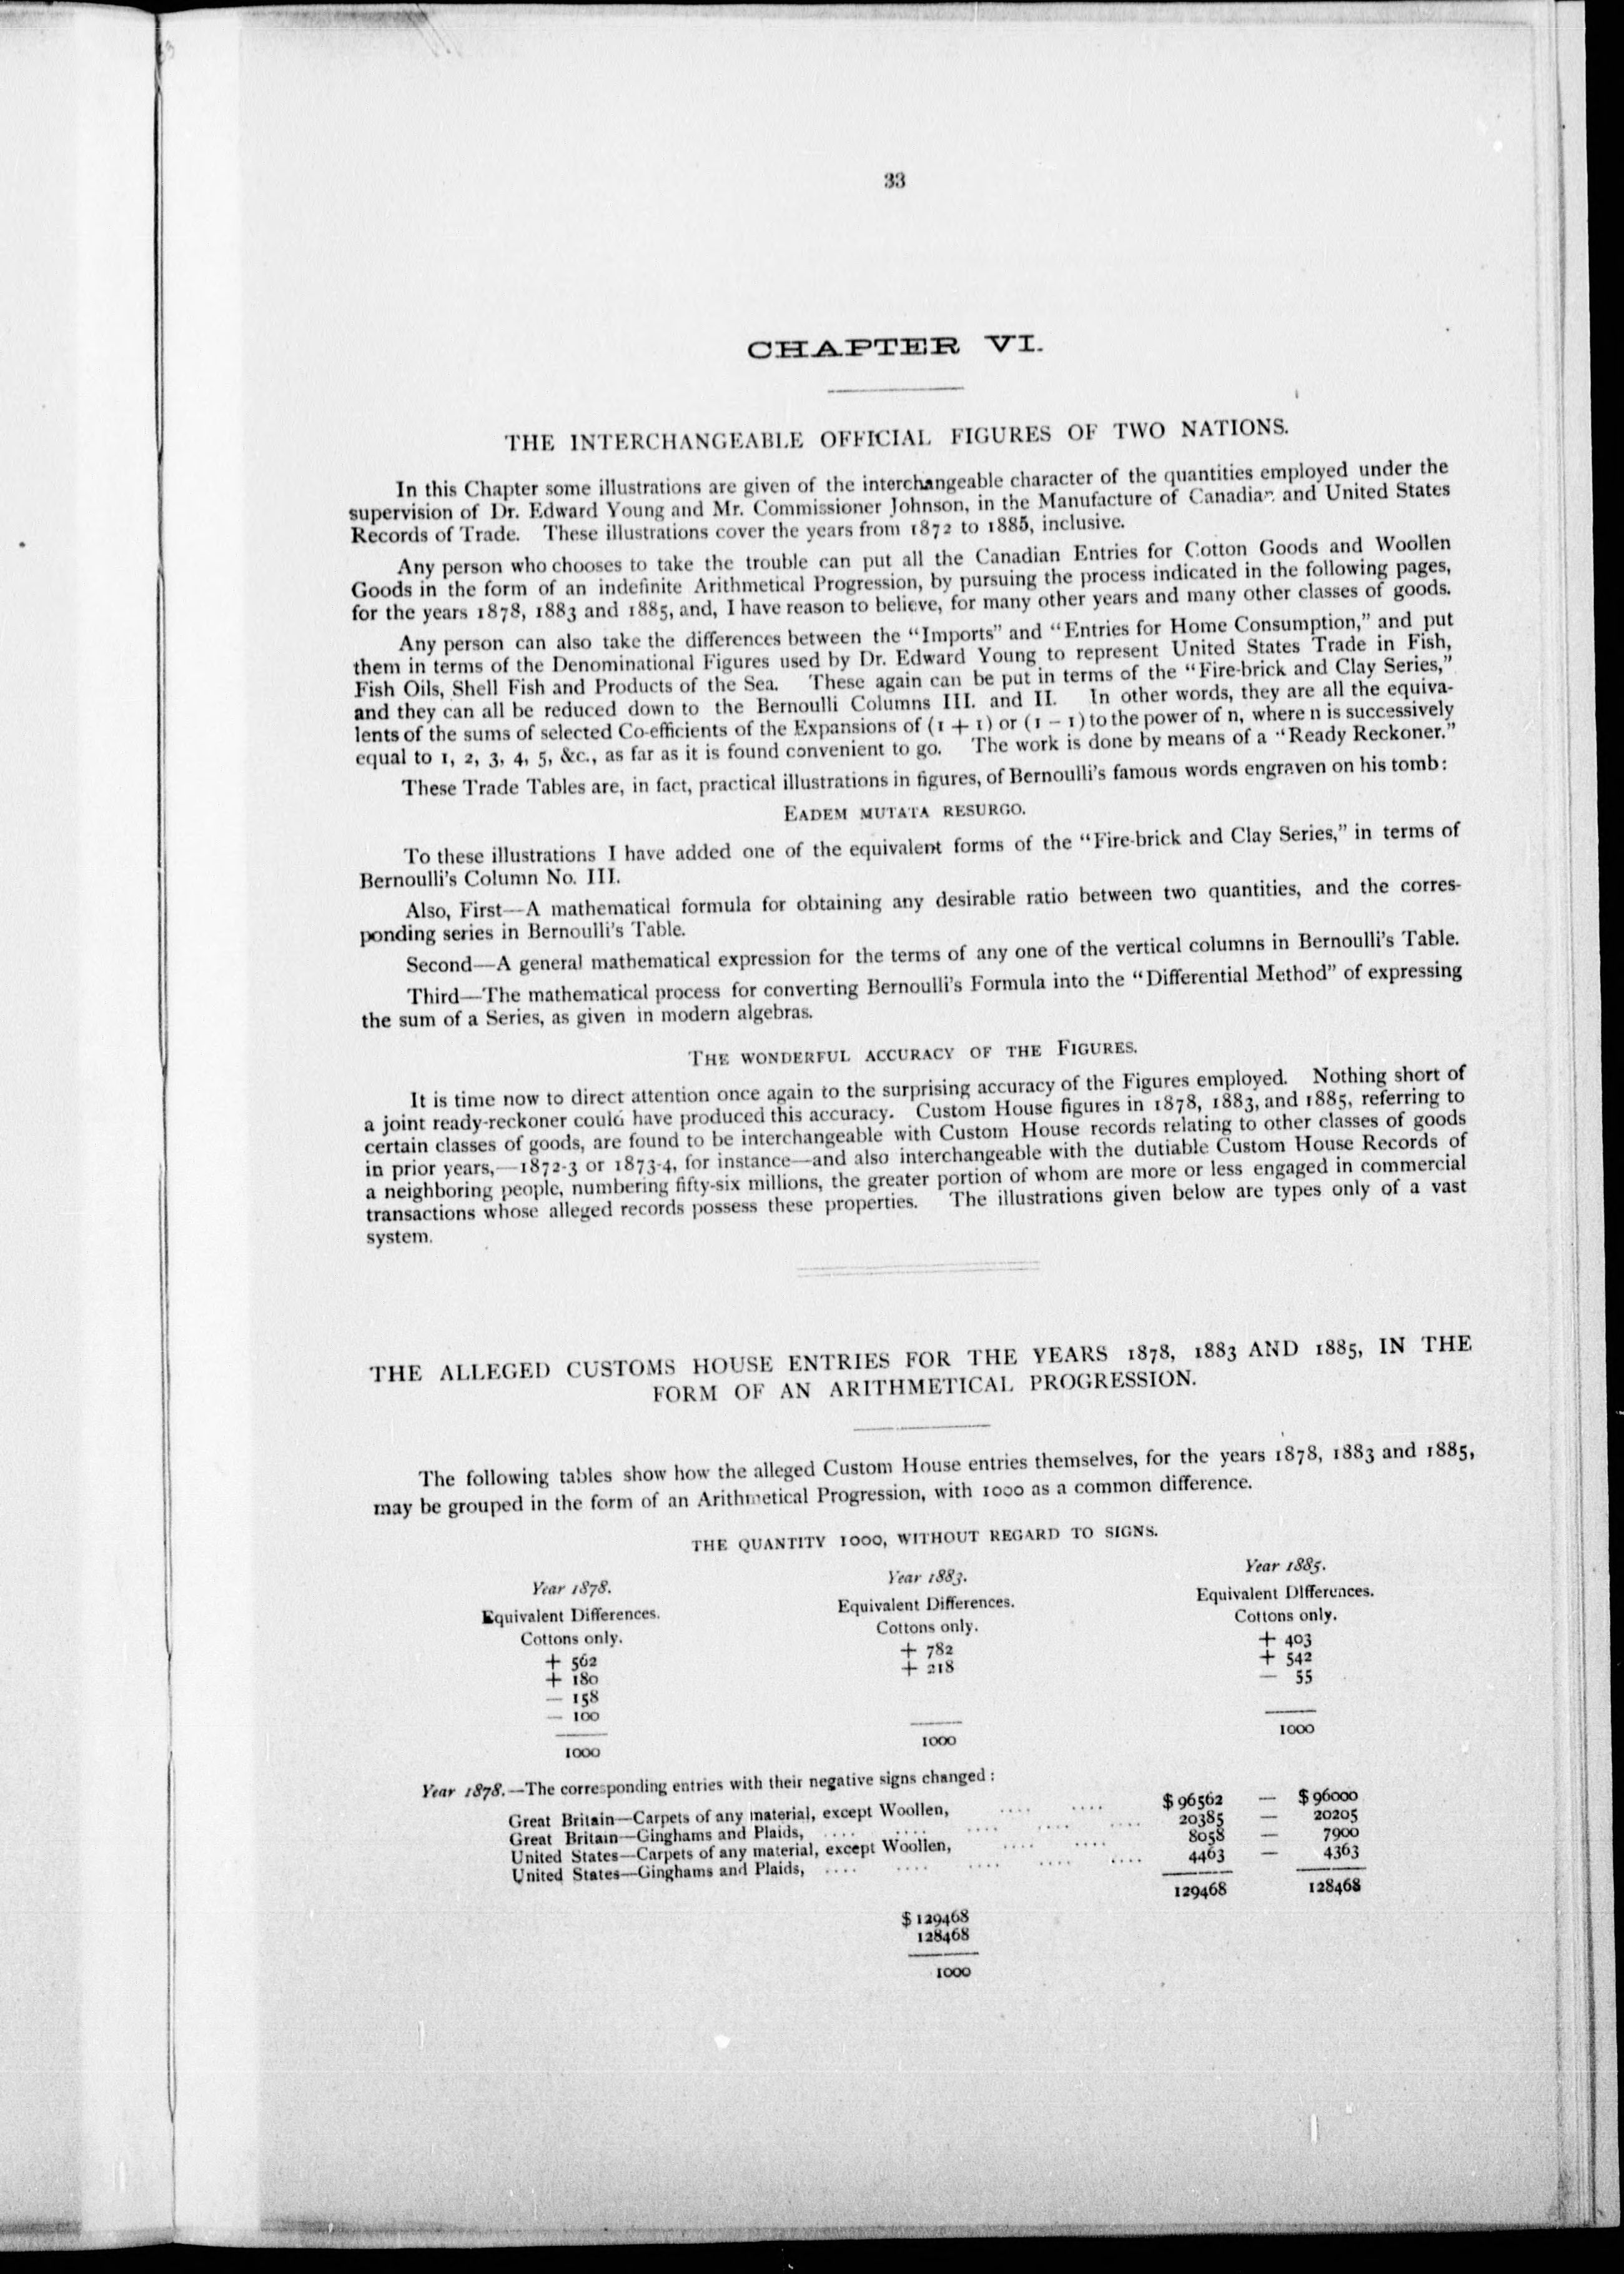 33
CHAPTER VI.
THE INTERCHANGEABLE OFFICIAL FIGURES OF TWO NATIONS.
In this Chapter some illustrations are given of the interchangeable character of the quantities employed under the
supervision of Dr. Edward Young and Mr. Commissioner Johnson, in the Manufacture of Canadian and United States
Records of Trade. These illustrations cover the years from 1872 to 1885, inclusive.
Any person who chooses to take the trouble can put all the Canadian Entries for Cotton Goods and Woollen
Goods in the form of an indefinite Arithmetical Progression, by pursuing the process indicated in the following pages,
for the years 1878, 1883 and 1885, and, I have reason to believe, for many other years and many other classes of goods.
Any person can also take the differences between the "Imports" and "Entries for Home Consumption," and put
them in terms of the Denominational Figures used by Dr. Edward Young to represent United States Trade in Fish,
Fish Oils, Shell Fish and Products of the Sea. These again can be put in terms of the "Fire-brick and Clay Series,"
and they can all be reduced down to the Bernoulli Columns III. and II. In other words, they are all the equiva-
lents of the sums of selected Co-efficients of the Expansions of (1 + 1) or (1 − 1) to the power of n, where n is successively
equal to 1, 2, 3, 4, 5, &c., as far as it is found convenient to go. The work is done by means of a "Ready Reckoner."
These Trade Tables are, in fact, practical illustrations in figures, of Bernoulli's famous words engraven on his tomb:
EADEM MUTATA RESURGO.
To these illustrations I have added one of the equivalent forms of the "Fire-brick and Clay Series," in terms of
Bernoulli's Column No. III.
Also, First—A mathematical formula for obtaining any desirable ratio between two quantities, and the corres-
ponding series in Bernoulli's Table.
Second—A general mathematical expression for the terms of any one of the vertical columns in Bernoulli's Table.
Third—The mathematical process for converting Bernoulli's Formula into the "Differential Method" of expressing
the sum of a Series, as given in modern algebras.
THE WONDERFUL ACCURACY OF THE FIGURES.
It is time now to direct attention once again to the surprising accuracy of the Figures employed. Nothing short of
a joint ready-reckoner could have produced this accuracy. Custom House figures in 1878, 1883, and 1885, referring to
certain classes of goods, are found to be interchangeable with Custom House records relating to other classes of goods
in prior years,—1872-3 or 1873-4, for instance—and also interchangeable with the dutiable Custom House Records of
a neighboring people, numbering fifty-six millions, the greater portion of whom are more or less engaged in commercial
transactions whose alleged records possess these properties. The illustrations given below are types only of a vast
system.
THE ALLEGED CUSTOMS HOUSE ENTRIES FOR THE YEARS 1878, 1883 AND 1885, IN THE
FORM OF AN ARITHMETICAL PROGRESSION.
The following tables show how the alleged Custom House entries themselves, for the years 1878, 1883 and 1885,
may be grouped in the form of an Arithmetical Progression, with 1000 as a common difference.
THE QUANTITY 1000, WITHOUT REGARD TO SIGNS.
Year 1878. Year 1883. Year 1885.
Equivalent Differences. Equivalent Differences. Equivalent Differences.
Cottons only. Cottons only. Cottons only.
+ 562 + 782 + 403
+ 180 + 218 + 542
— 158 — 55
— 100
1000 1000 1000
Year 1878.—The corresponding entries with their negative signs changed:
Great Britain—Carpets of any material, except Woollen, .... .... $96562 — $96000
Great Britain—Ginghams and Plaids, .... .... .... .... .... 20385 — 20205
United States—Carpets of any material, except Woollen, .... .... 8058 — 7900
United States—Ginghams and Plaids, .... .... .... .... .... 4463 — 4363
129468 128468
$129468
128468
1000